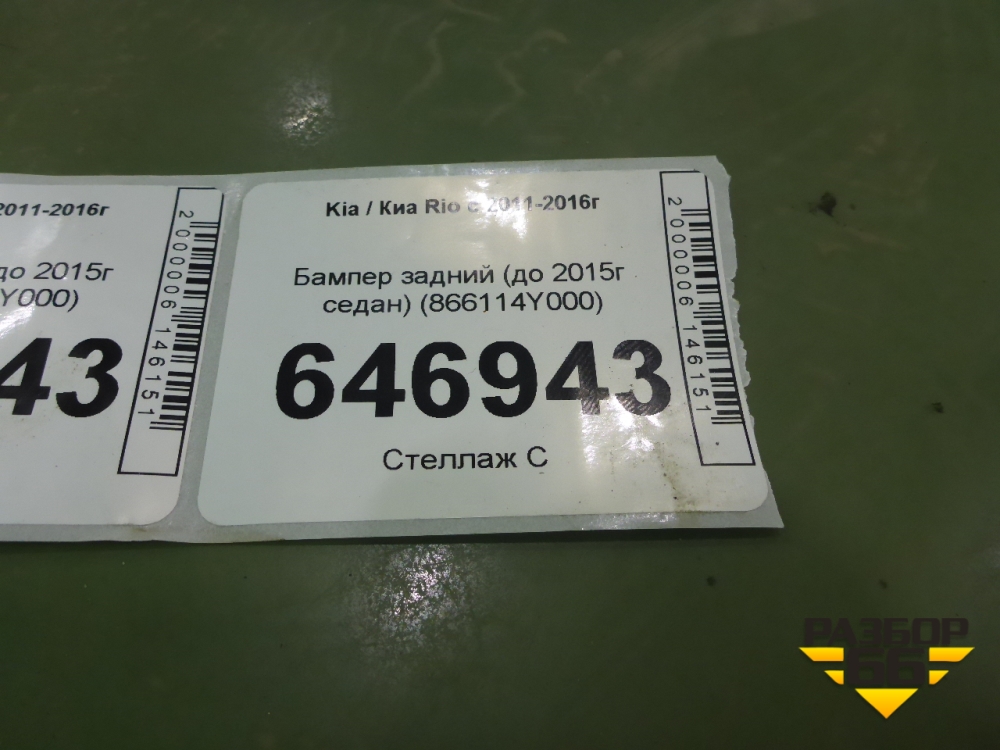 2011-2016г
до 2015г
Y000)
43
2000006146151
Kia / Киа Rio с 2011-2016г
Бампер задний (до 2015г
седан) (866114Y000)
646943
Стеллаж С
2000006146151
РАЗБОР
66